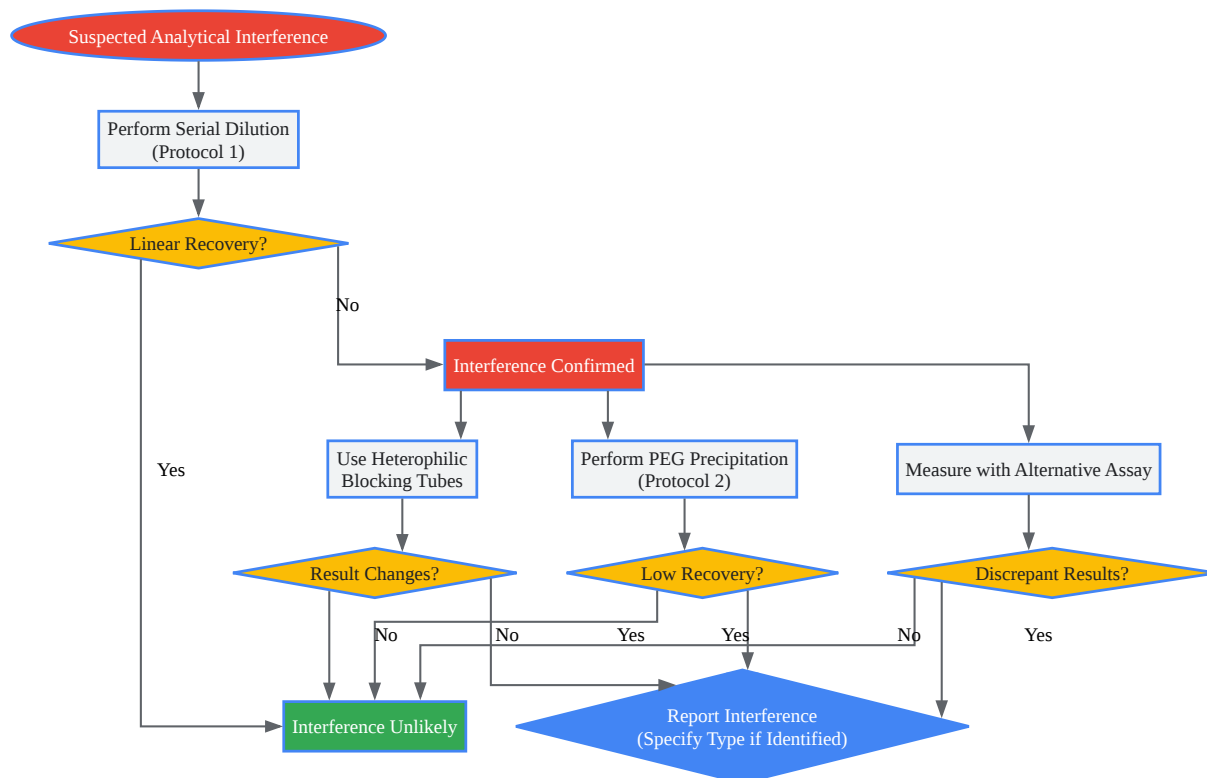 Suspected Analytical Interference
Perform Serial Dilution
(Protocol 1)
Linear Recovery?
No
Interference Confirmed
Yes
Use Heterophilic
Blocking Tubes
Perform PEG Precipitation
(Protocol 2)
Measure with Alternative Assay
Result Changes?
Low Recovery?
Discrepant Results?
No
No
Yes
Yes
No
Yes
Interference Unlikely
Report Interference
(Specify Type if Identified)